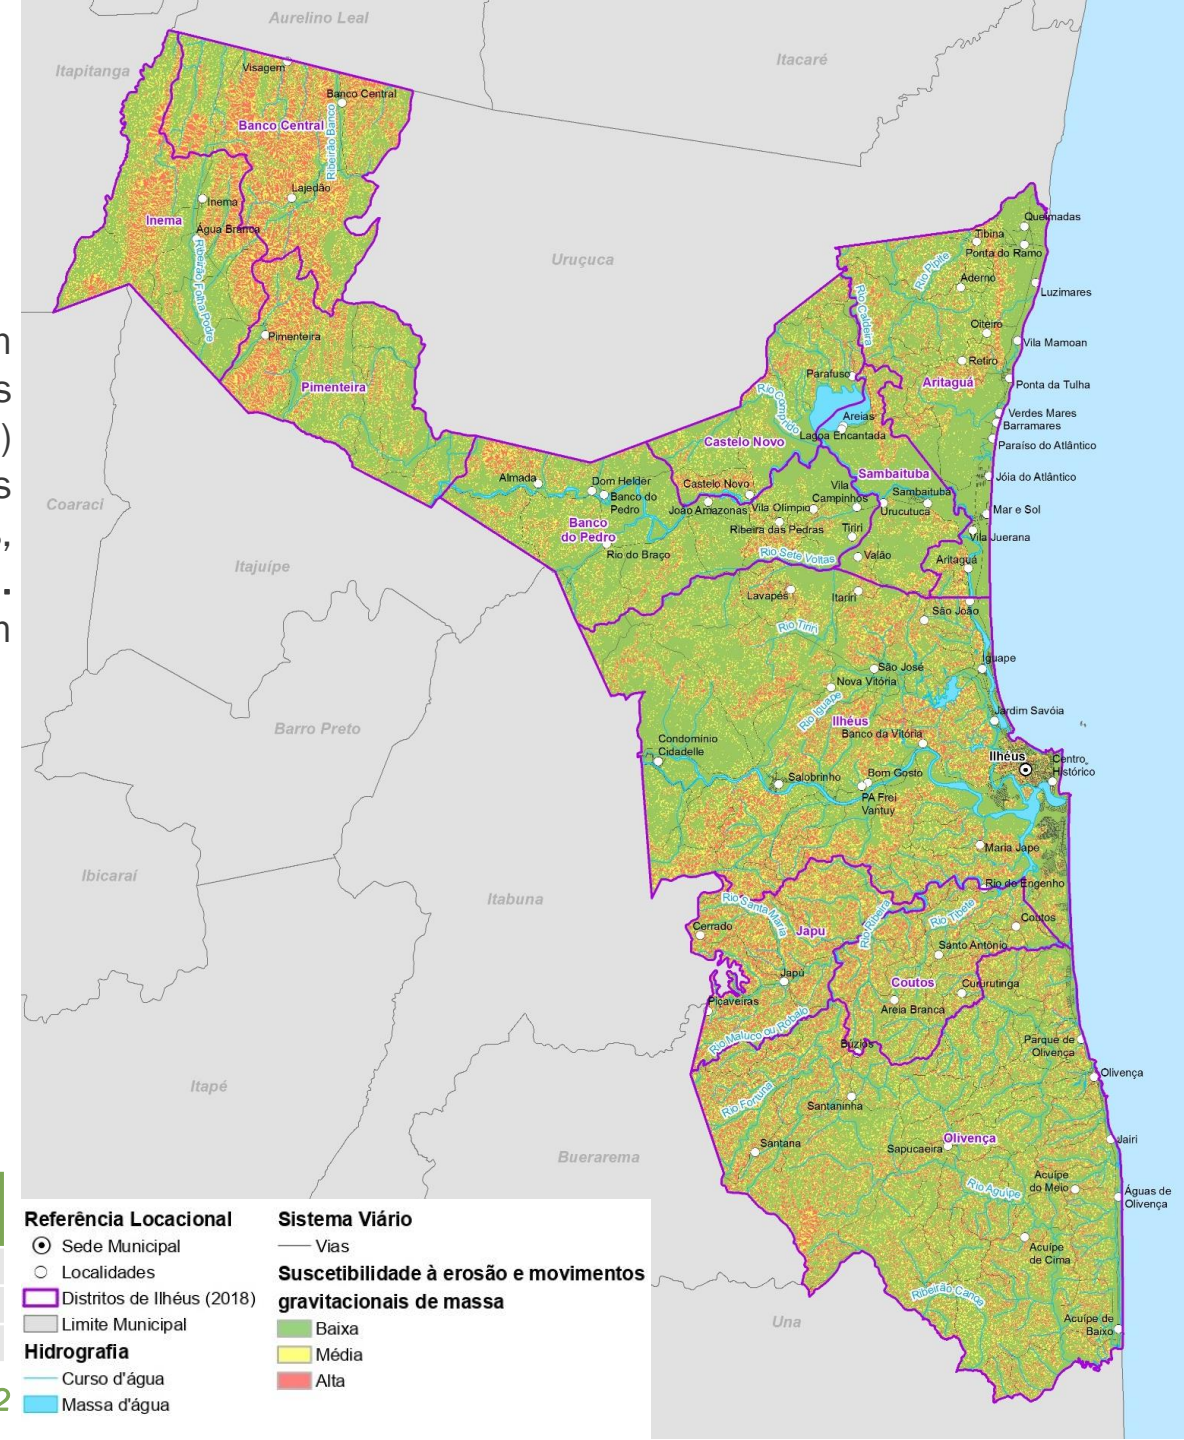 Aurelino Leal
Itapitanga
Itacaré
Visagem
Banco Central
Banco Central
Ribeirão Banco
Lajedão
Inema
Inema
Água Branca
Ribeirão Folha Podre
Uruçuca
Queimadas
Tibina
Ponta do Ramo
Rio Pipite
Aderno
Luzimares
Rio Caldeira
Oiteiro
Vila Mamoan
Retiro
Pimenteira
Pimenteira
Parafuso
Aritaguá
Ponta da Tulha
Rio Comprido
Areias
Verdes Mares
Barramares
Lagoa Encantada
Castelo Novo
Paraíso do Atlântico
Sambaituba
Jóia do Atlântico
Almada
Dom Helder
Castelo Novo
Vila
Campinhos
Sambaituba
Banco do
Pedro
João Amazonas
Vila Olimpio
Urucutuca
Mar e Sol
Coaraci
Banco
do Pedro
Ribeira das Pedras
Tiriri
Vila Juerana
Rio do Braço
Rio Sete Voltas
Valão
Aritaguá
Itajuípe
Lavapés
Itariri
São João
Rio Tiriri
Iguape
São José
Nova Vitória
Rio Iguape
Ilhéus
Jardim Savóia
Barro Preto
Banco da Vitória
Condomínio
Cidadelle
Ilhéus
Centro
Histórico
Salobrinho
Bom Gosto
PA Frei
Vantuy
Maria Jape
Ibicaraí
Rio do Engenho
Itabuna
Rio Santa Maria
Rio Ribeira
Rio Tibete
Cerrado
Japu
Coutos
Santo Antônio
Japú
Coutos
Cururutinga
Piçaveiras
Areia Branca
Rio Maluco ou Robalo
Búzios
Parque de
Olivença
Itapé
Olivença
Rio Fortuna
Santaninha
Santana
Olivença
Jairi
Sapucaeira
Buerarema
Acuípe
do Meio
Rio Aguipe
Águas de
Olivença
Acuípe
de Cima
Ribeirão Canoa
Una
Acuípe de
Baixo
Referência Locacional
Sede Municipal
Localidades
Distritos de Ilhéus (2018)
Limite Municipal
Hidrografia
Curso d'água
Massa d'água
Sistema Viário
Vias
Suscetibilidade à erosão e movimentos
gravitacionais de massa
Baixa
Média
Alta
2